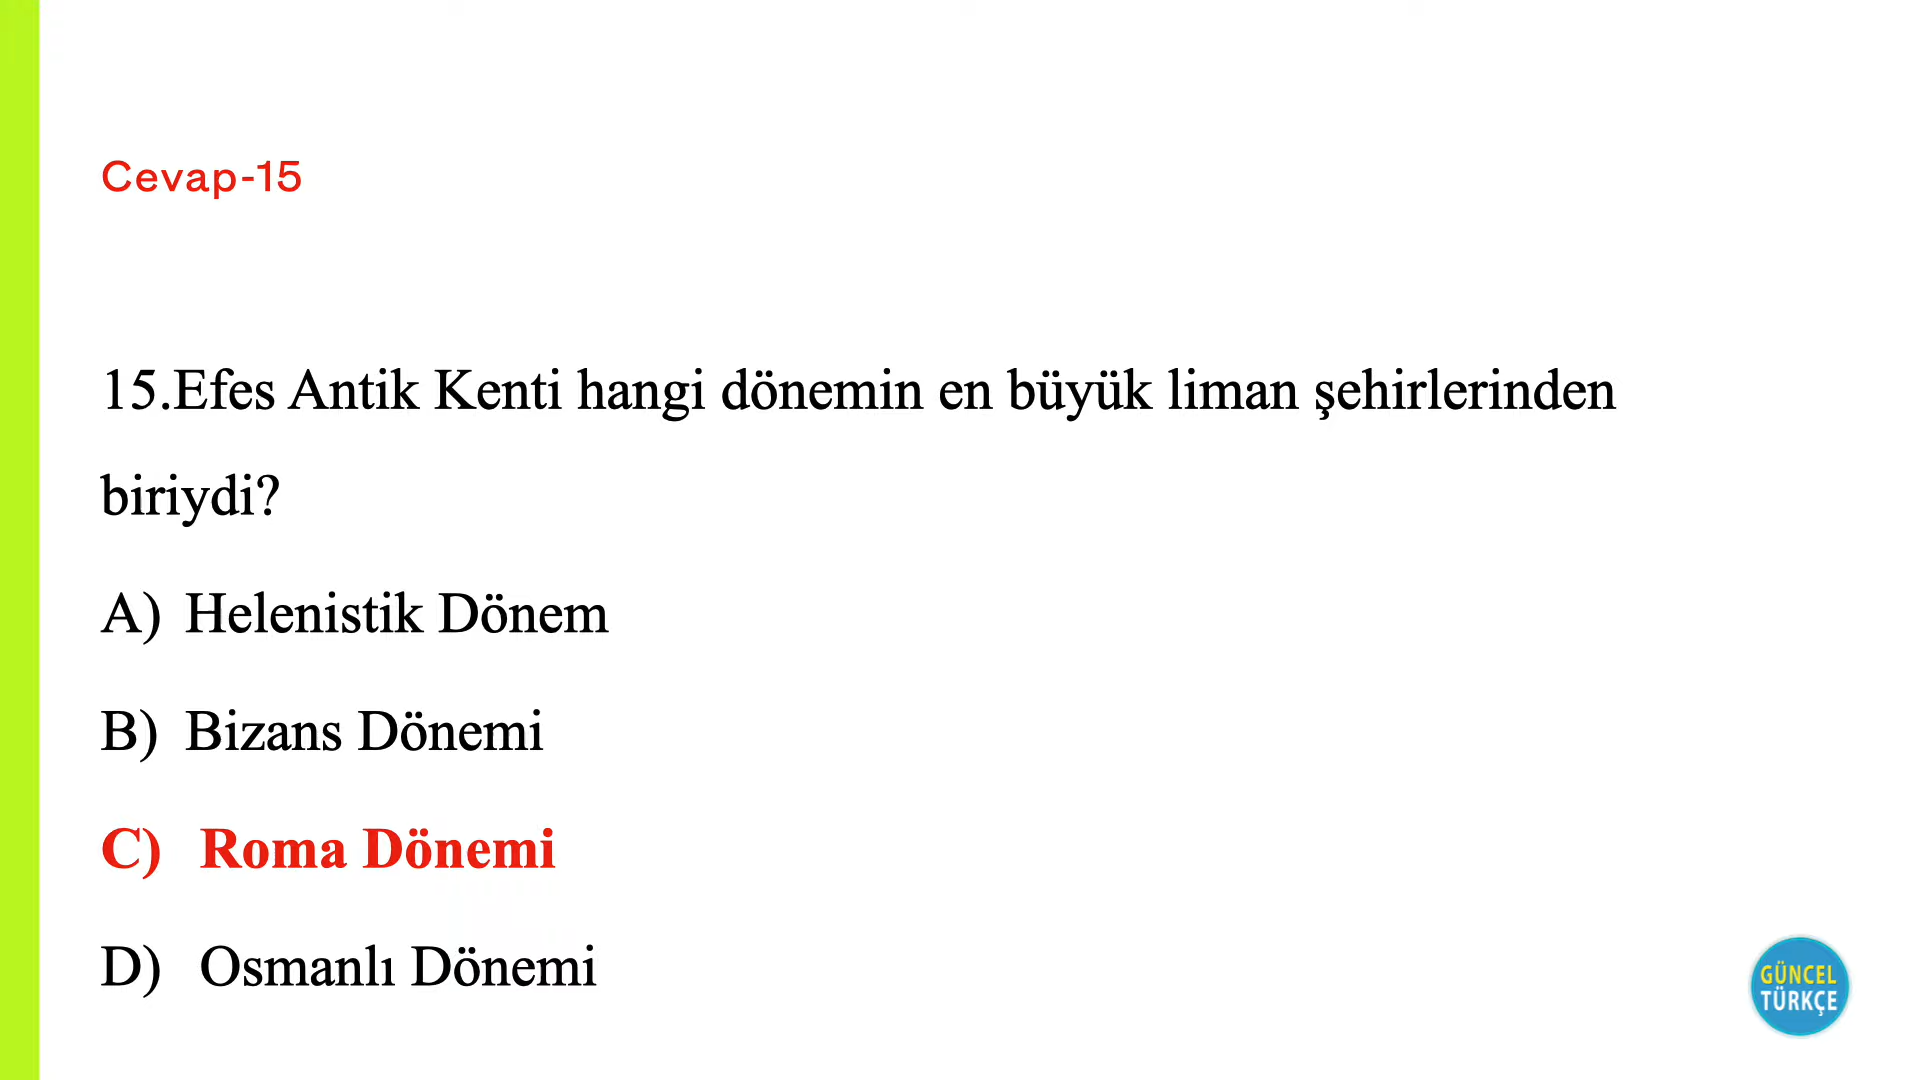 Cevap-15
15.Efes Antik Kenti hangi dönemin en büyük liman şehirlerinden
biriydi?
A) Helenistik Dönem
B) Bizans Dönemi
C) Roma Dönemi
D) Osmanlı Dönemi
GÜNCEL
TÜRKÇE